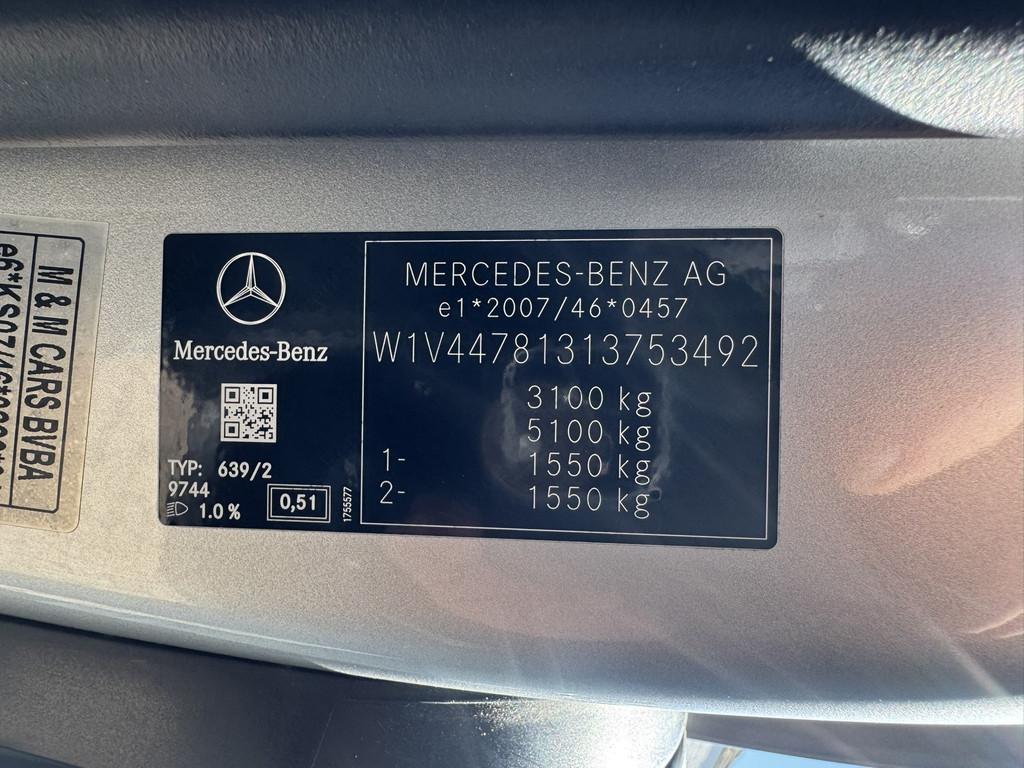 M & M CARS BVBA
Mercedes-Benz
TYP: 639/2
9744
1.0 %
0,51
1755577
MERCEDES-BENZ AG
e1*2007/46*0457
W1V44781313753492
3100 kg
5100 kg
1- 1550 kg
2- 1550 kg